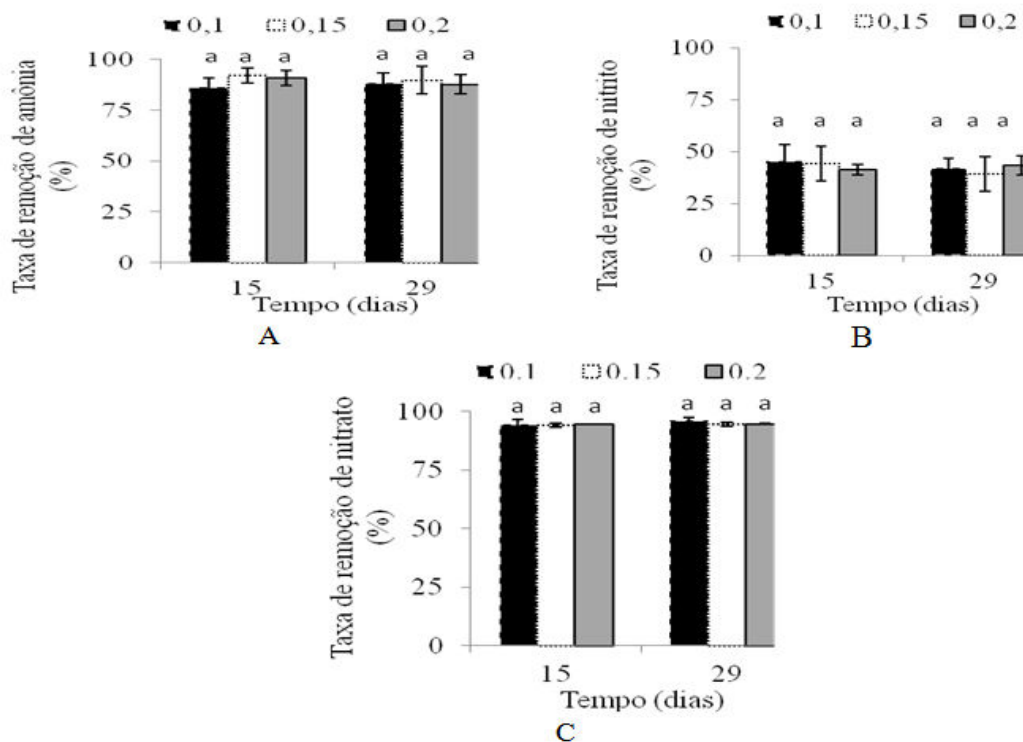 0,1 0,15 0,2
a a a a a a
Taxa de remoção de amônia
(%)
100
75
50
25
0
15 29
Tempo (dias)
A
0,1 0,15 0,2
a a a a a a
Taxa de remoção de nitrito
(%)
100
75
50
25
0
15 29
Tempo (dias)
B
0.1 0.15 0.2
a a a a a a
Taxa de remoção de nitrato
(%)
100
75
50
25
0
15 29
Tempo (dias)
C